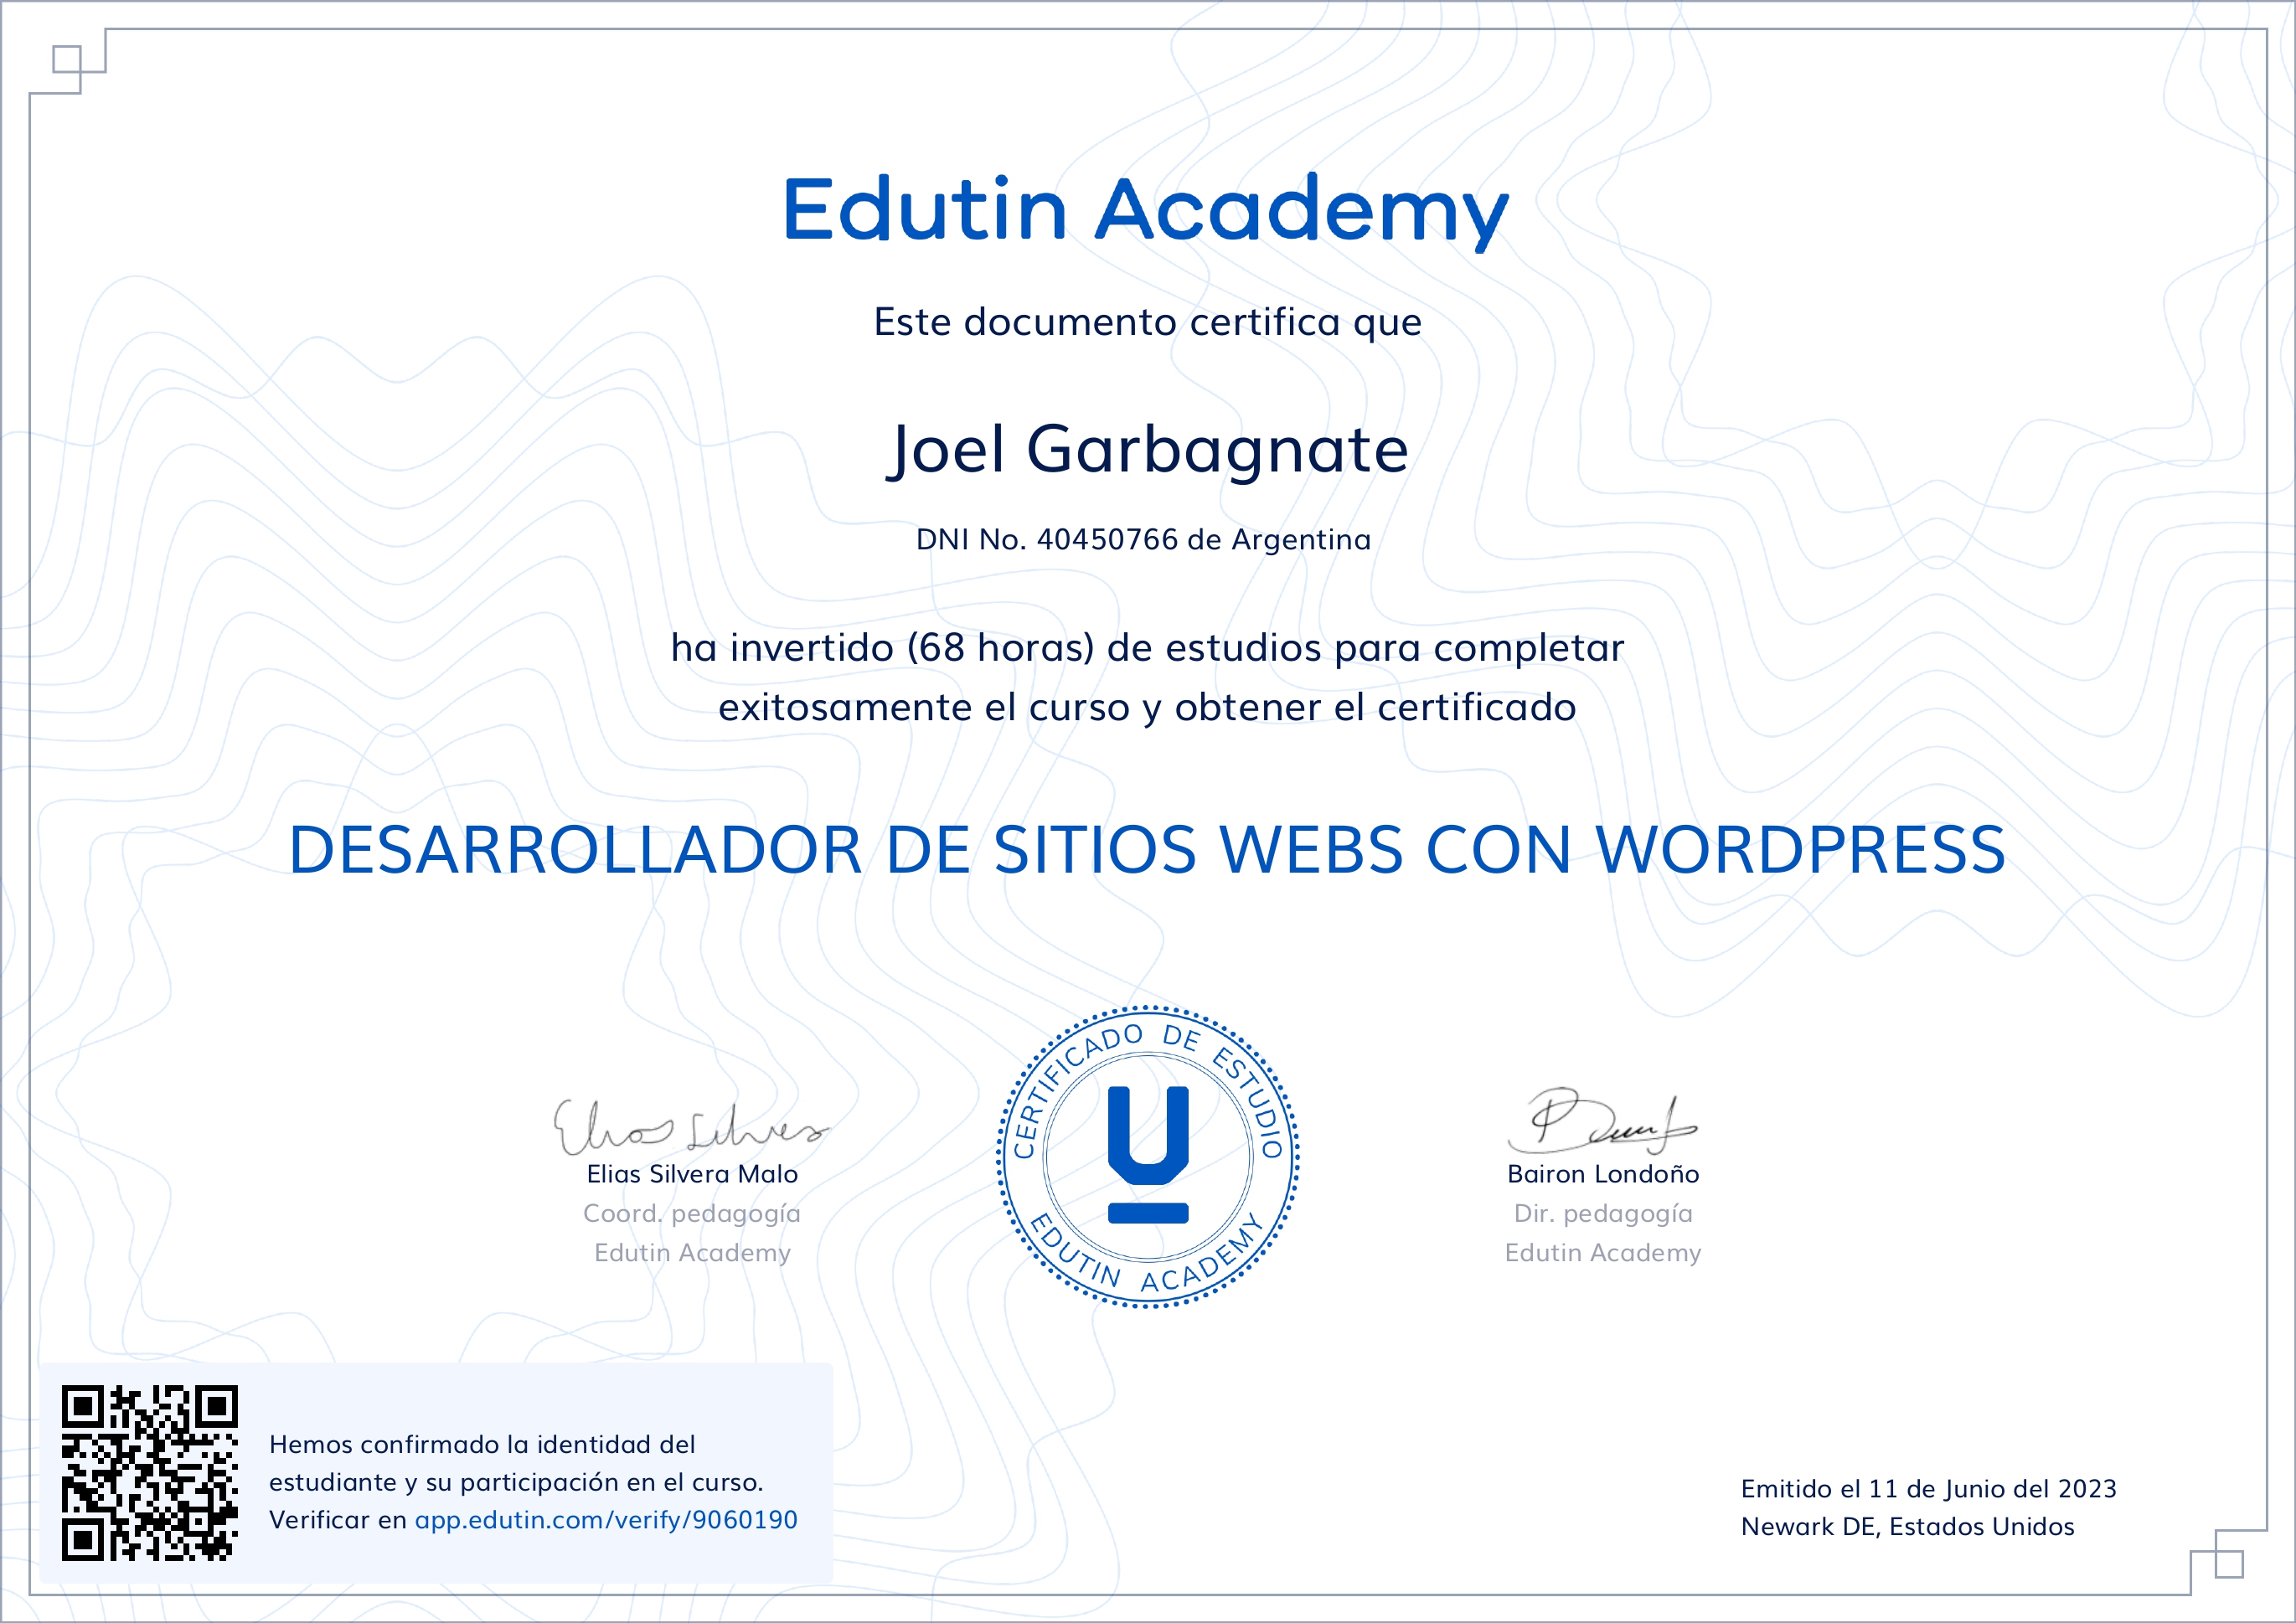 Edutin Academy
Este documento certifica que
Joel Garbagnate
DNI No. 40450766 de Argentina
ha invertido (68 horas) de estudios para completar
exitosamente el curso y obtener el certificado
DESARROLLADOR DE SITIOS WEBS CON WORDPRESS
CERTIFICADO DE ESTUDIO
EDUTIN ACADEMY
Elias Silvera Malo
Coord. pedagogía
Edutin Academy
Bairon Londoño
Dir. pedagogía
Edutin Academy
Hemos confirmado la identidad del
estudiante y su participación en el curso.
Verificar en app.edutin.com/verify/9060190
Emitido el 11 de Junio del 2023
Newark DE, Estados Unidos